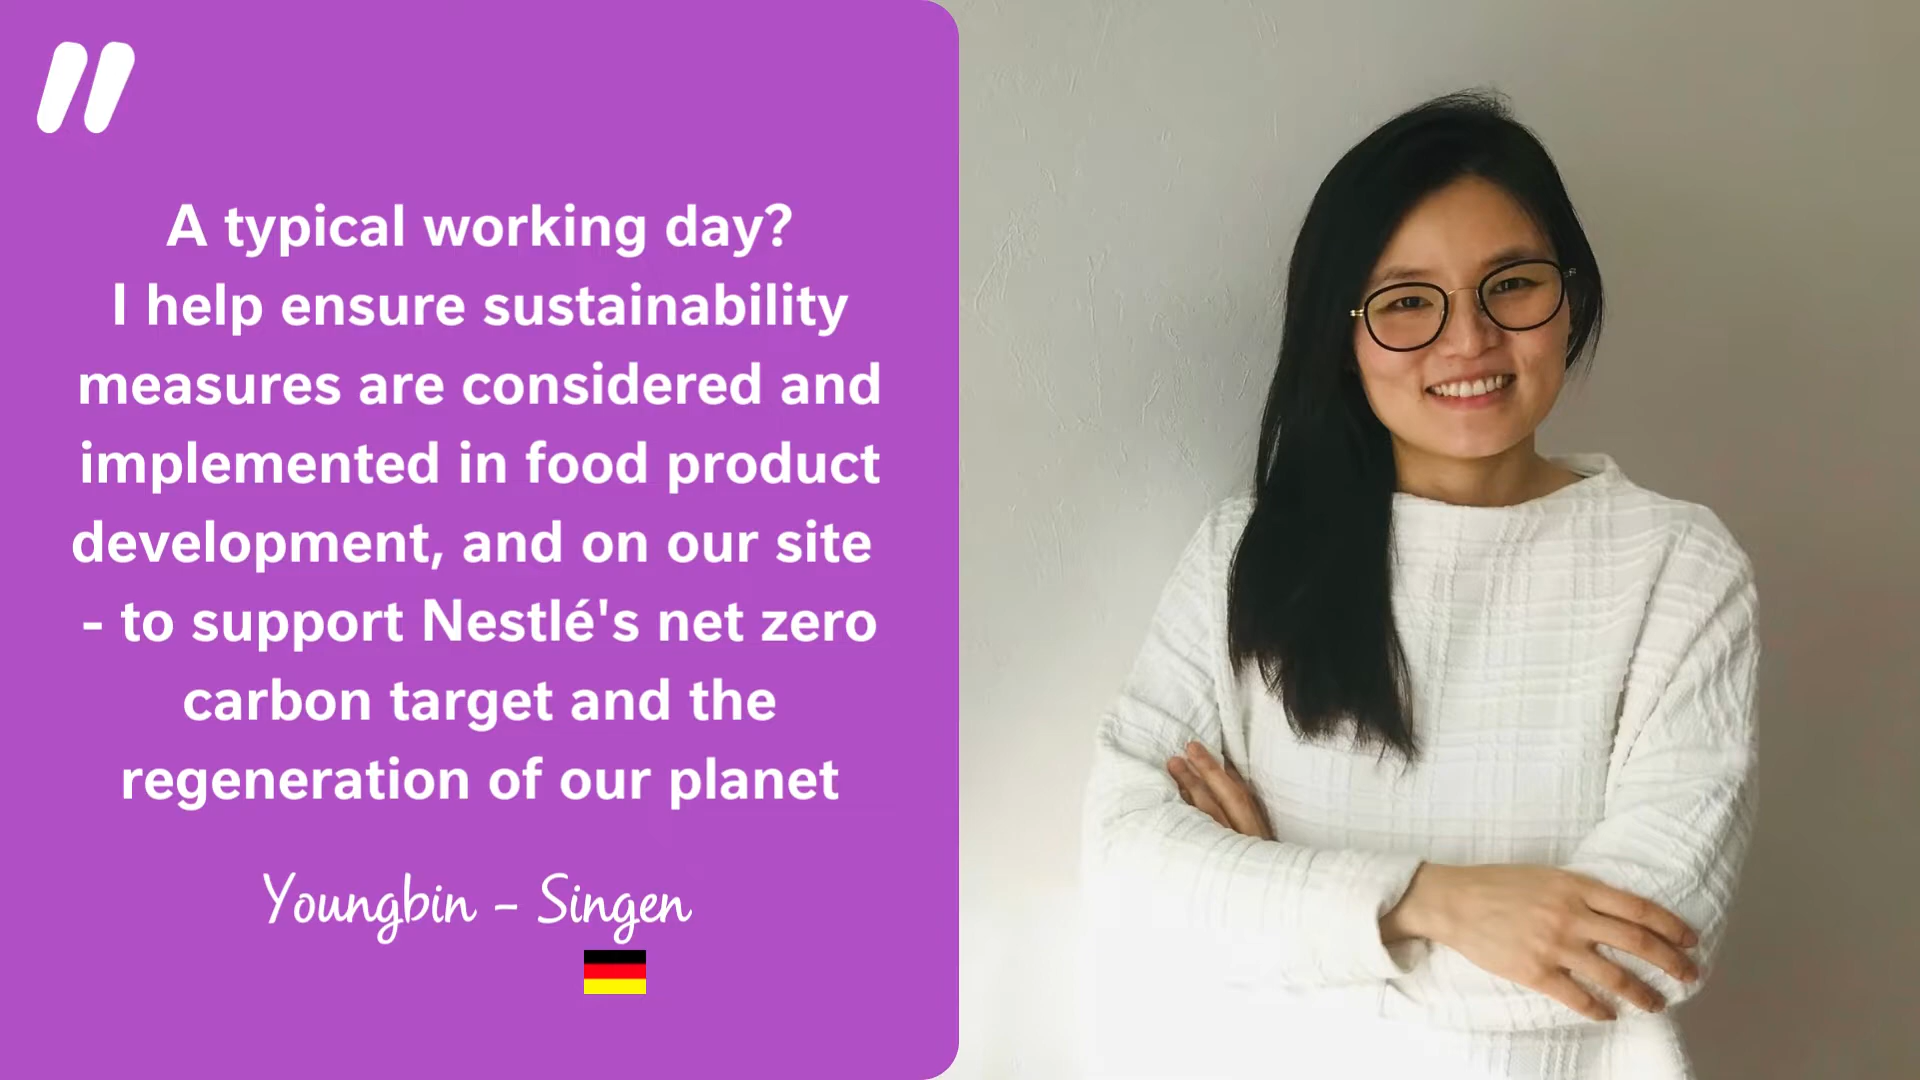 A typical working day?
I help ensure sustainability
measures are considered and
implemented in food product
development, and on our site
- to support Nestlé's net zero
carbon target and the
regeneration of our planet
Youngbin - Singen